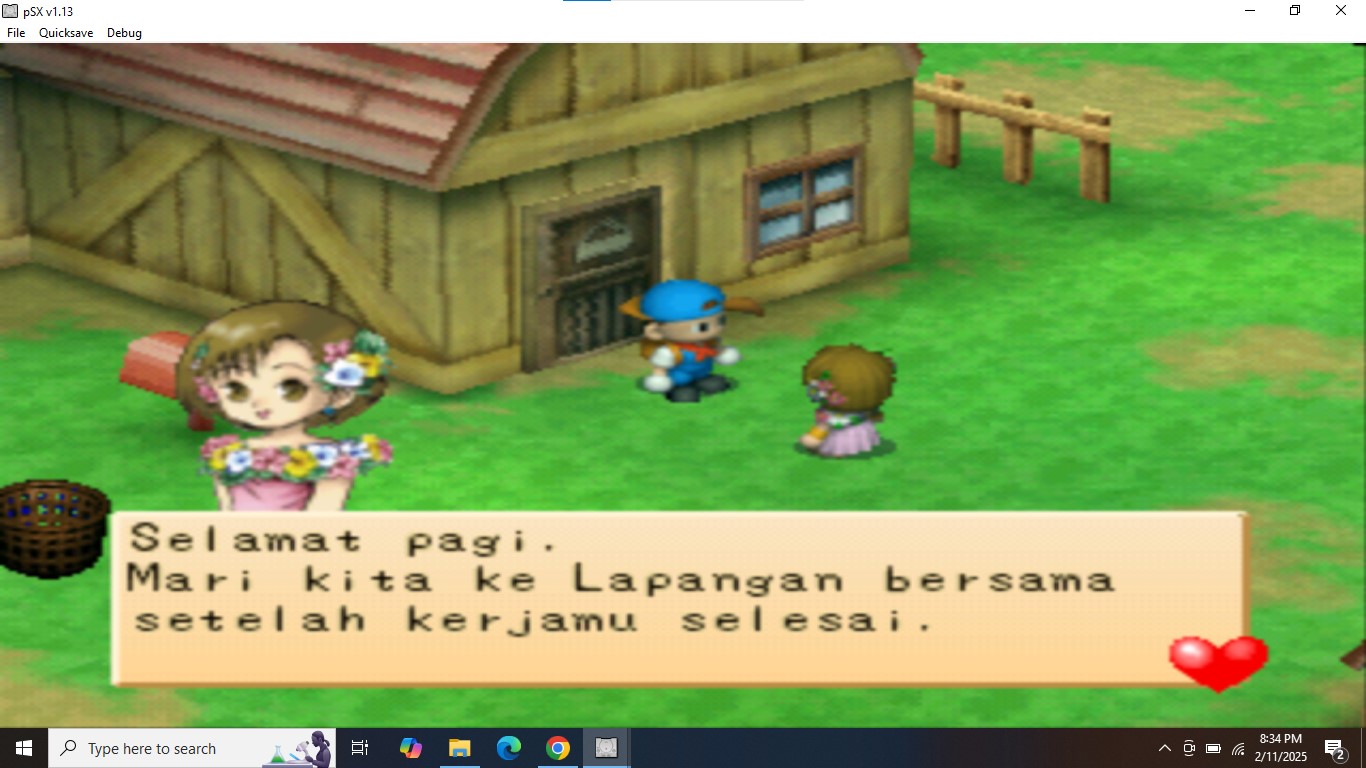 pSX v1.13
File Quicksave Debug
Selamat pagi.
Mari kita ke Lapangan bersama
setelah kerjamu selesai.
Type here to search
8:34 PM
2/11/2025
2